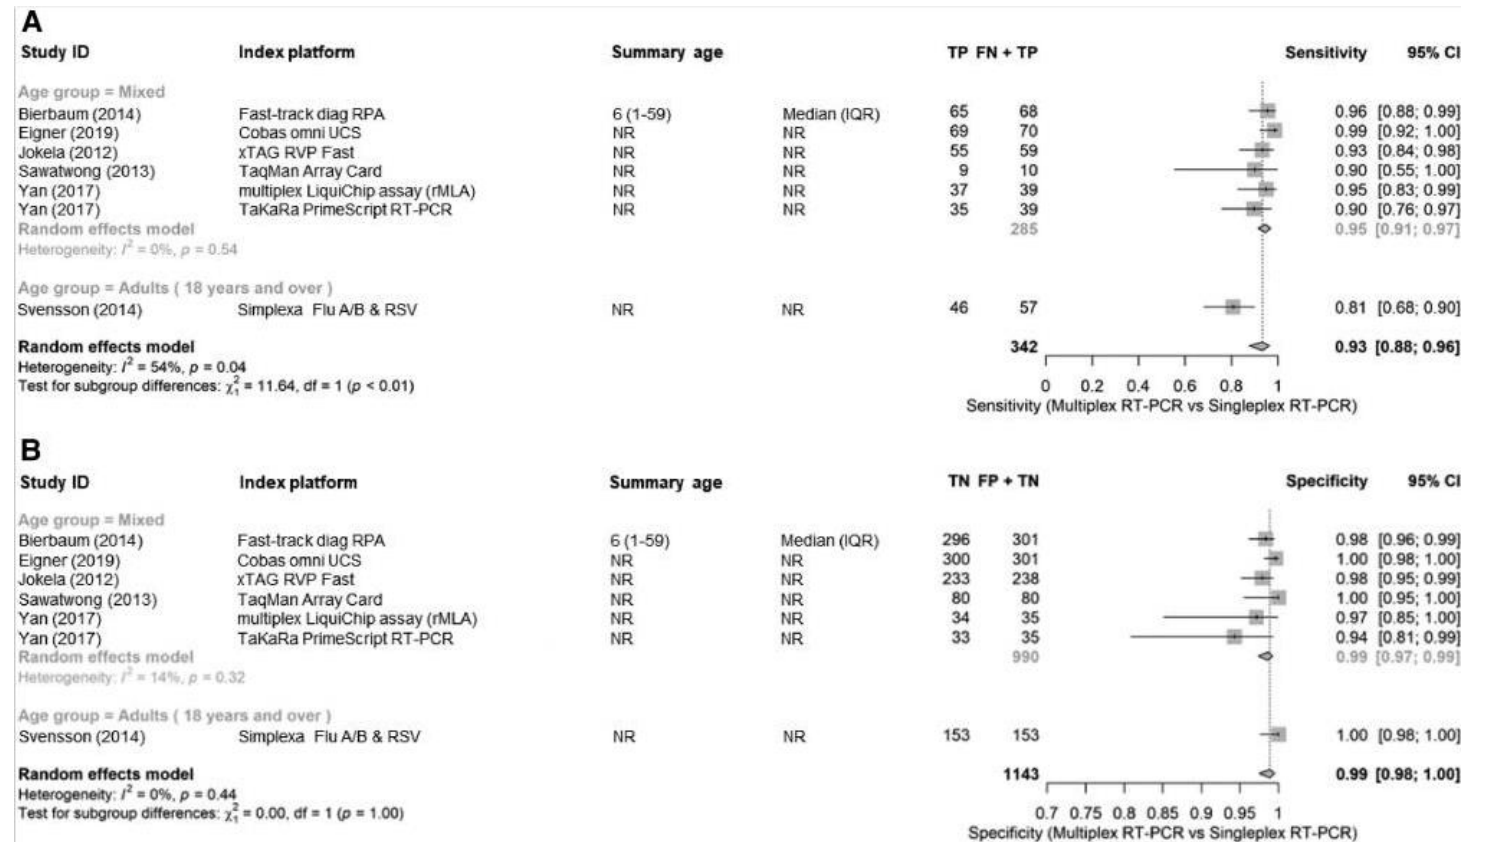 A
Study ID Index platform Summary age TP FN + TP Sensitivity 95% CI
Age group = Mixed
Bierbaum (2014) Fast-track diag RPA 6 (1-59) Median (IQR) 65 68 0.96 [0.88; 0.99]
Eigner (2019) Cobas omni UCS NR NR 69 70 0.99 [0.92; 1.00]
Jokela (2012) xTAG RVP Fast NR NR 55 59 0.93 [0.84; 0.98]
Sawatwong (2013) TaqMan Array Card NR NR 9 10 0.90 [0.55; 1.00]
Yan (2017) multiplex LiquiChip assay (rMLA) NR NR 37 39 0.95 [0.83; 0.99]
Yan (2017) TaKaRa PrimeScript RT-PCR NR NR 35 39 0.90 [0.76; 0.97]
Random effects model 285 0.95 [0.91; 0.97]
Heterogeneity: I² = 0%, p = 0.54
Age group = Adults ( 18 years and over )
Svensson (2014) Simplexa Flu A/B & RSV NR NR 46 57 0.81 [0.68; 0.90]
Random effects model 342 0.93 [0.88; 0.96]
Heterogeneity: I² = 54%, p = 0.04
Test for subgroup differences: χ²₁ = 11.64, df = 1 (p < 0.01)
0 0.2 0.4 0.6 0.8 1
Sensitivity (Multiplex RT-PCR vs Singleplex RT-PCR)
B
Study ID Index platform Summary age TN FP + TN Specificity 95% CI
Age group = Mixed
Bierbaum (2014) Fast-track diag RPA 6 (1-59) Median (IQR) 296 301 0.98 [0.96; 0.99]
Eigner (2019) Cobas omni UCS NR NR 300 301 1.00 [0.98; 1.00]
Jokela (2012) xTAG RVP Fast NR NR 233 238 0.98 [0.95; 0.99]
Sawatwong (2013) TaqMan Array Card NR NR 80 80 1.00 [0.95; 1.00]
Yan (2017) multiplex LiquiChip assay (rMLA) NR NR 34 35 0.97 [0.85; 1.00]
Yan (2017) TaKaRa PrimeScript RT-PCR NR NR 33 35 0.94 [0.81; 0.99]
Random effects model 990 0.99 [0.97; 0.99]
Heterogeneity: I² = 14%, p = 0.32
Age group = Adults ( 18 years and over )
Svensson (2014) Simplexa Flu A/B & RSV NR NR 153 153 1.00 [0.98; 1.00]
Random effects model 1143 0.99 [0.98; 1.00]
Heterogeneity: I² = 0%, p = 0.44
Test for subgroup differences: χ²₁ = 0.00, df = 1 (p = 1.00)
0.7 0.75 0.8 0.85 0.9 0.95 1
Specificity (Multiplex RT-PCR vs Singleplex RT-PCR)